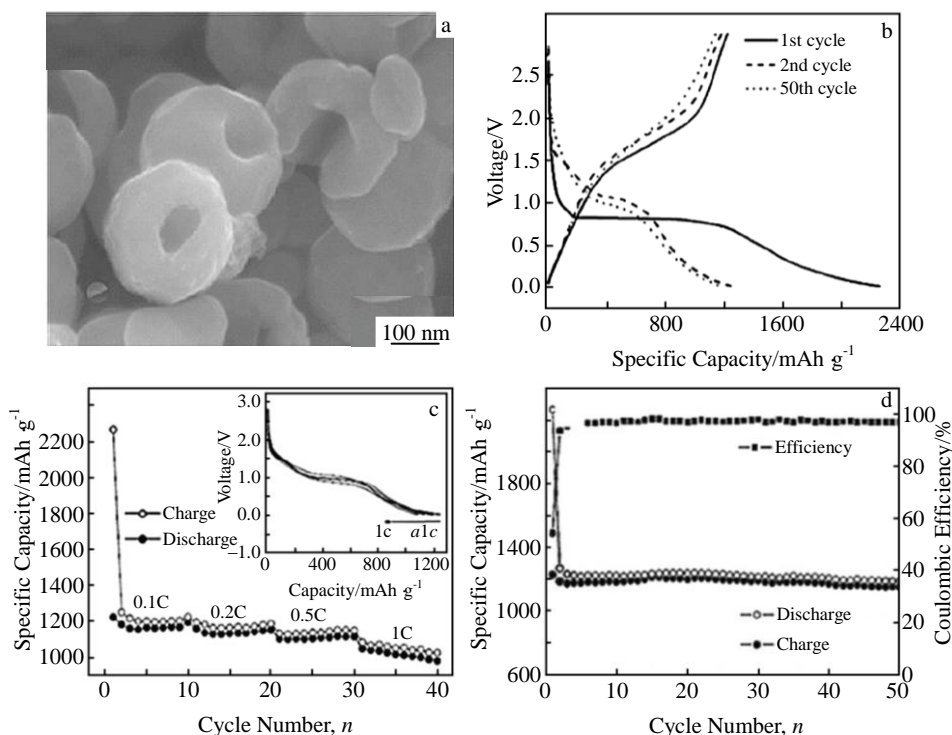 a
100 nm
b
1st cycle
2nd cycle
50th cycle
Voltage/V
2.5
2.0
1.5
1.0
0.5
0.0
0 800 1600 2400
Specific Capacity/mAh g-1
c
Specific Capacity/mAh g-1
2200
2000
1800
1600
1400
1200
1000
Charge
Discharge
0.1C
0.2C
0.5C
1C
0 10 20 30 40
Cycle Number, n
Voltage/V
3.0
2.0
1.0
0.0
-1.0
1c a1c
400 800 1200
Capacity/mAh g-1
d
Specific Capacity/mAh g-1
1800
1400
1000
600
Efficiency
Discharge
Charge
Coulombic Efficiency/%
100
80
60
40
20
0
0 10 20 30 40 50
Cycle Number, n